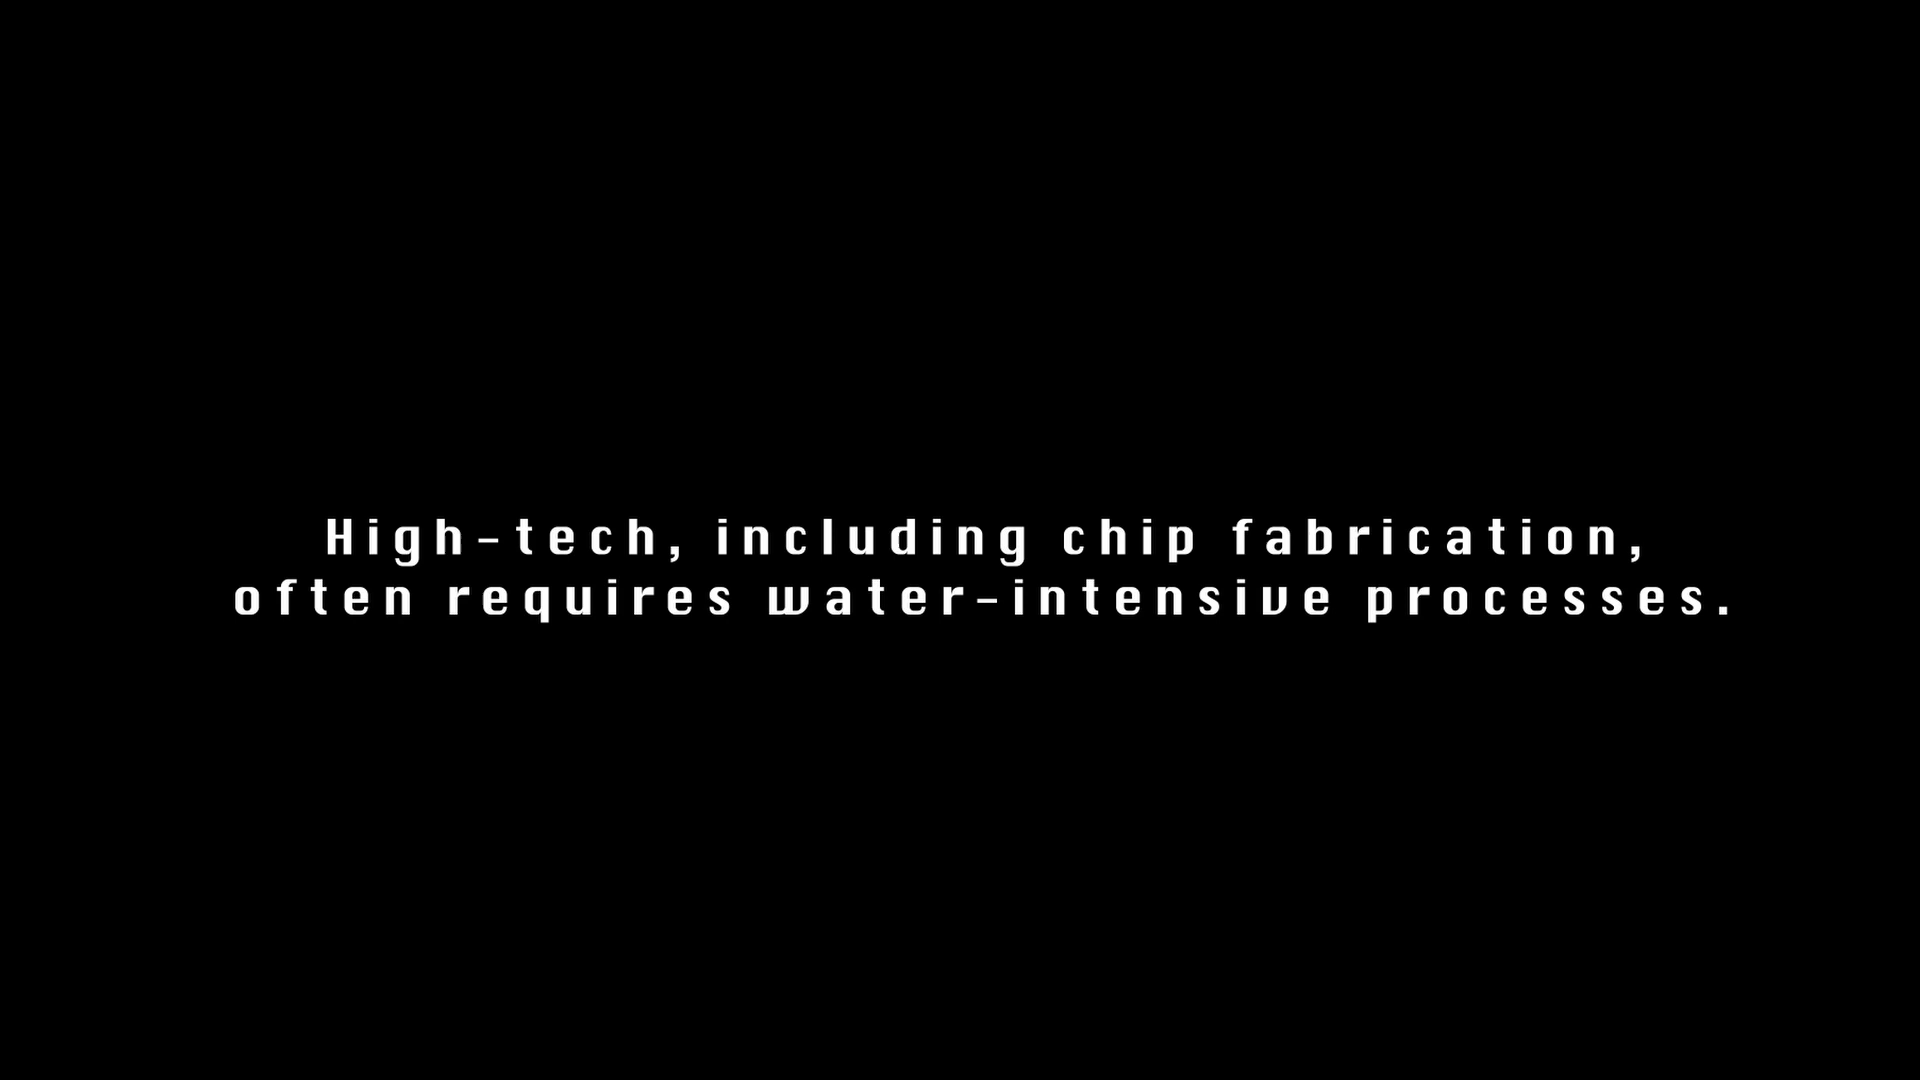 High-tech, including chip fabrication,
often requires water-intensive processes.